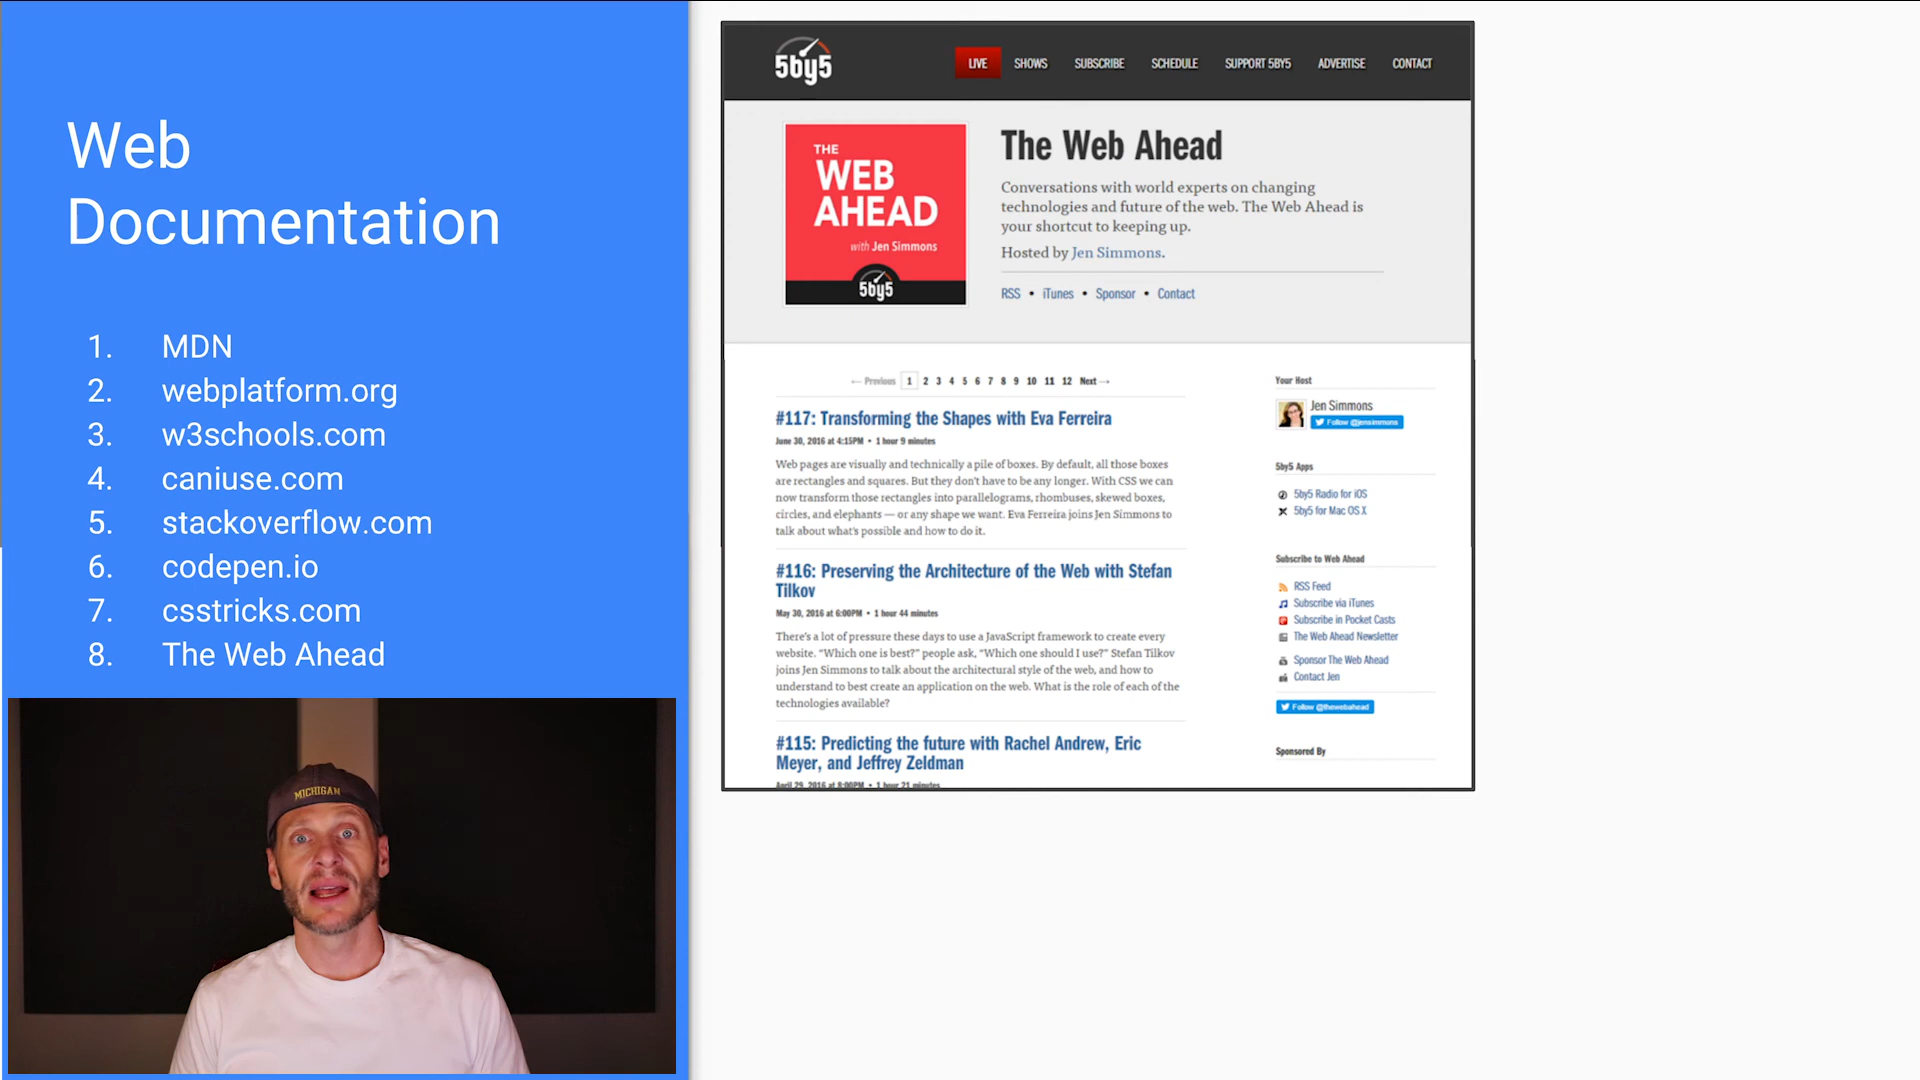 Web
Documentation
1. MDN
2. webplatform.org
3. w3schools.com
4. caniuse.com
5. stackoverflow.com
6. codepen.io
7. csstricks.com
8. The Web Ahead
MICHIGAN
5by5
LIVE SHOWS SUBSCRIBE SCHEDULE SUPPORT 5BY5 ADVERTISE CONTACT
THE
WEB
AHEAD
with Jen Simmons
5by5
The Web Ahead
Conversations with world experts on changing
technologies and future of the web. The Web Ahead is
your shortcut to keeping up.
Hosted by Jen Simmons.
RSS • iTunes • Sponsor • Contact
← Previous 1 2 3 4 5 6 7 8 9 10 11 12 Next →
#117: Transforming the Shapes with Eva Ferreira
June 30, 2016 at 4:15PM • 1 hour 9 minutes
Web pages are visually and technically a pile of boxes. By default, all those boxes
are rectangles and squares. But they don't have to be any longer. With CSS we can
now transform those rectangles into parallelograms, rhombuses, skewed boxes,
circles, and elephants — or any shape we want. Eva Ferreira joins Jen Simmons to
talk about what's possible and how to do it.
#116: Preserving the Architecture of the Web with Stefan
Tilkov
May 30, 2016 at 6:00PM • 1 hour 44 minutes
There's a lot of pressure these days to use a JavaScript framework to create every
website. "Which one is best?" people ask, "Which one should I use?" Stefan Tilkov
joins Jen Simmons to talk about the architectural style of the web, and how to
understand to best create an application on the web. What is the role of each of the
technologies available?
#115: Predicting the future with Rachel Andrew, Eric
Meyer, and Jeffrey Zeldman
April 29, 2016 at 8:00PM • 1 hour 21 minutes
Your Host
Jen Simmons
Follow @jensimmons
5by5 Apps
5by5 Radio for iOS
5by5 for Mac OS X
Subscribe to Web Ahead
RSS Feed
Subscribe via iTunes
Subscribe in Pocket Casts
The Web Ahead Newsletter
Sponsor The Web Ahead
Contact Jen
Follow @thewebahead
Sponsored By